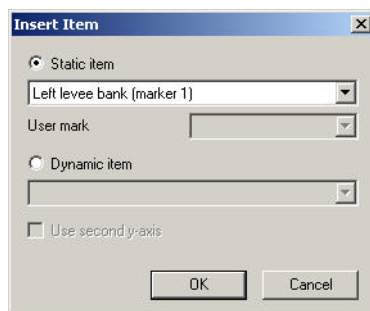 Insert Item
Static item
Left levee bank (marker 1)
User mark
Dynamic item
Use second y-axis
OK Cancel